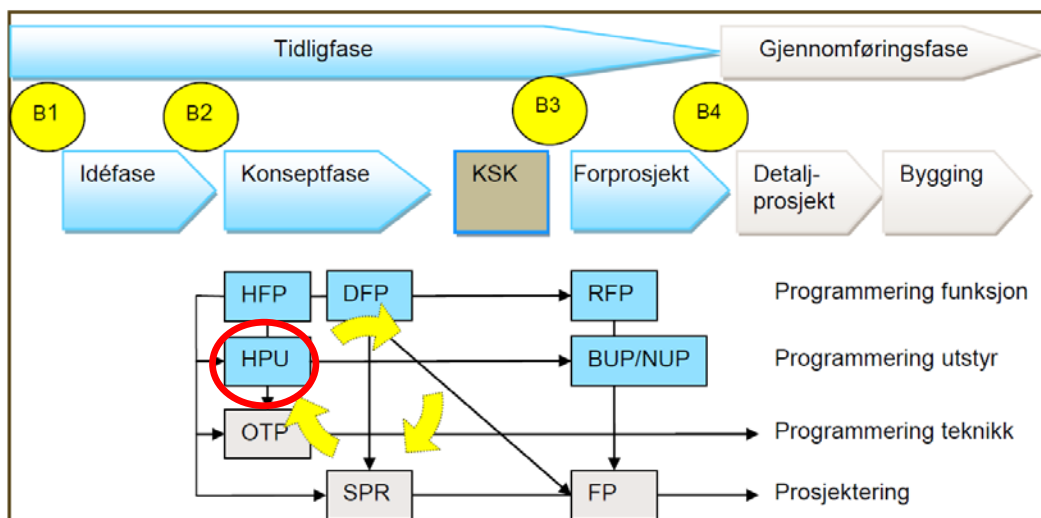 Tidligfase
Gjennomføringsfase
B1
B2
B3
B4
Idéfase
Konseptfase
KSK
Forprosjekt
Detalj-
prosjekt
Bygging
HFP
DFP
RFP
Programmering funksjon
HPU
BUP/NUP
Programmering utstyr
OTP
Programmering teknikk
SPR
FP
Prosjektering